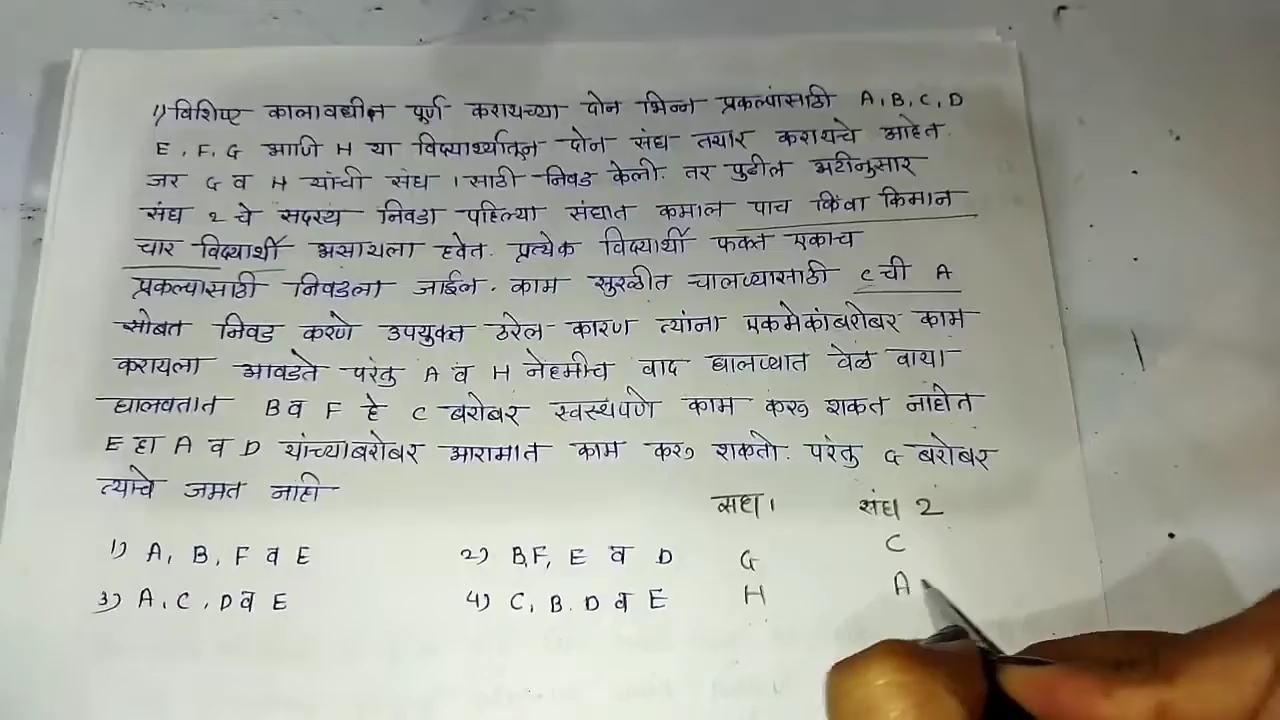 1) विशिष्ट कालावधीत पूर्ण करायच्या दोन भिन्न प्रकल्पांसाठी A, B, C, D
E, F, G आणि H या विद्यार्थ्यातून दोन संघ तयार करायचे आहेत.
जर G व H यांची संघ 1 साठी निवड केली. तर पुढील अटीनुसार
संघ 2 चे सदस्य निवडा पहिल्या संघात कमाल पाच किंवा किमान
चार विद्यार्थी असायला हवेत. प्रत्येक विद्यार्थी फक्त एकाच
प्रकल्पासाठी निवडला जाईल. काम सुरळीत चालण्यासाठी C ची A
सोबत निवड करणे उपयुक्त ठरेल कारण त्यांना एकमेकांबरोबर काम
करायला आवडते परंतु A व H नेहमीच वाद घालण्यात वेळ वाया
घालवतात B व F हे C बरोबर स्वस्थपणे काम करू शकत नाहीत
E हा A व D यांच्याबरोबर आरामात काम करू शकतो. परंतु G बरोबर
त्याचे जमत नाही
संघ 1 संघ 2
1) A, B, F व E 2) B,F, E व D G C
3) A, C, D व E 4) C, B. D व E H A